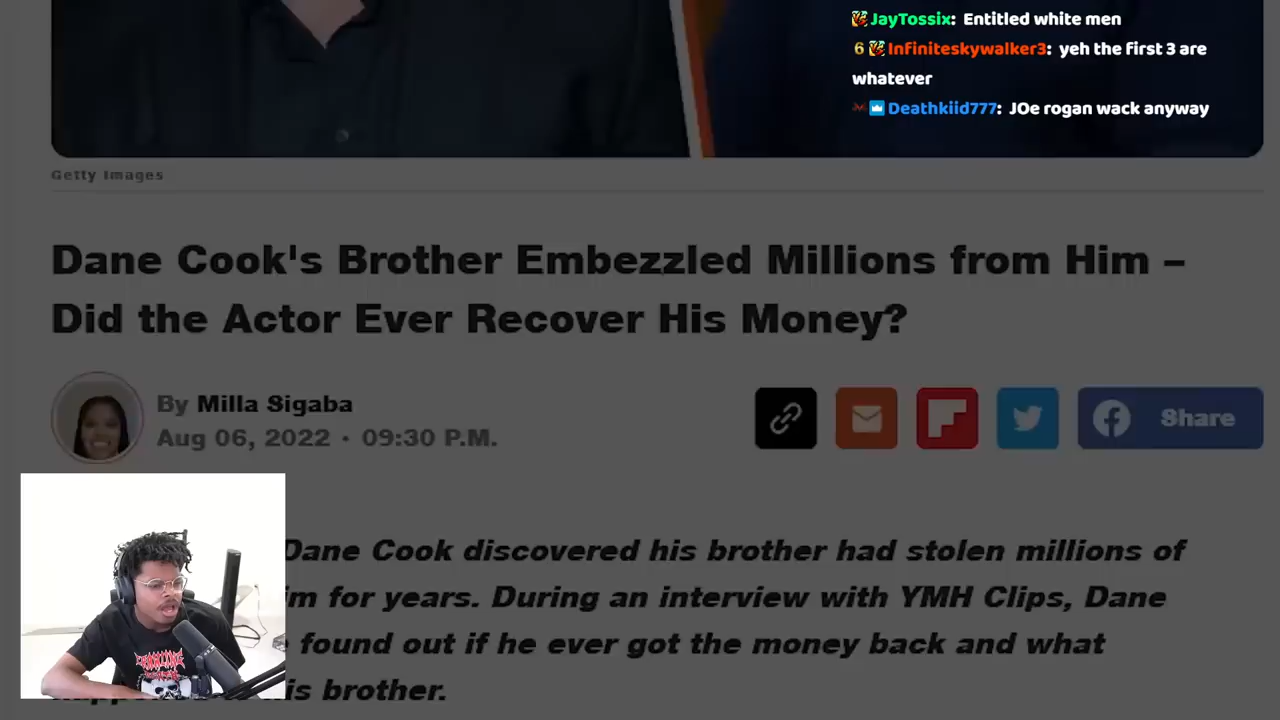 JayTossix: Entitled white men
6 Infiniteskywalker3: yeh the first 3 are
whatever
Deathkiid777: JOe rogan wack anyway
Getty Images
Dane Cook's Brother Embezzled Millions from Him –
Did the Actor Ever Recover His Money?
By Milla Sigaba
Aug 06, 2022 • 09:30 P.M.
Share
Dane Cook discovered his brother had stolen millions of
for years. During an interview with YMH Clips, Dane
found out if he ever got the money back and what
brother.